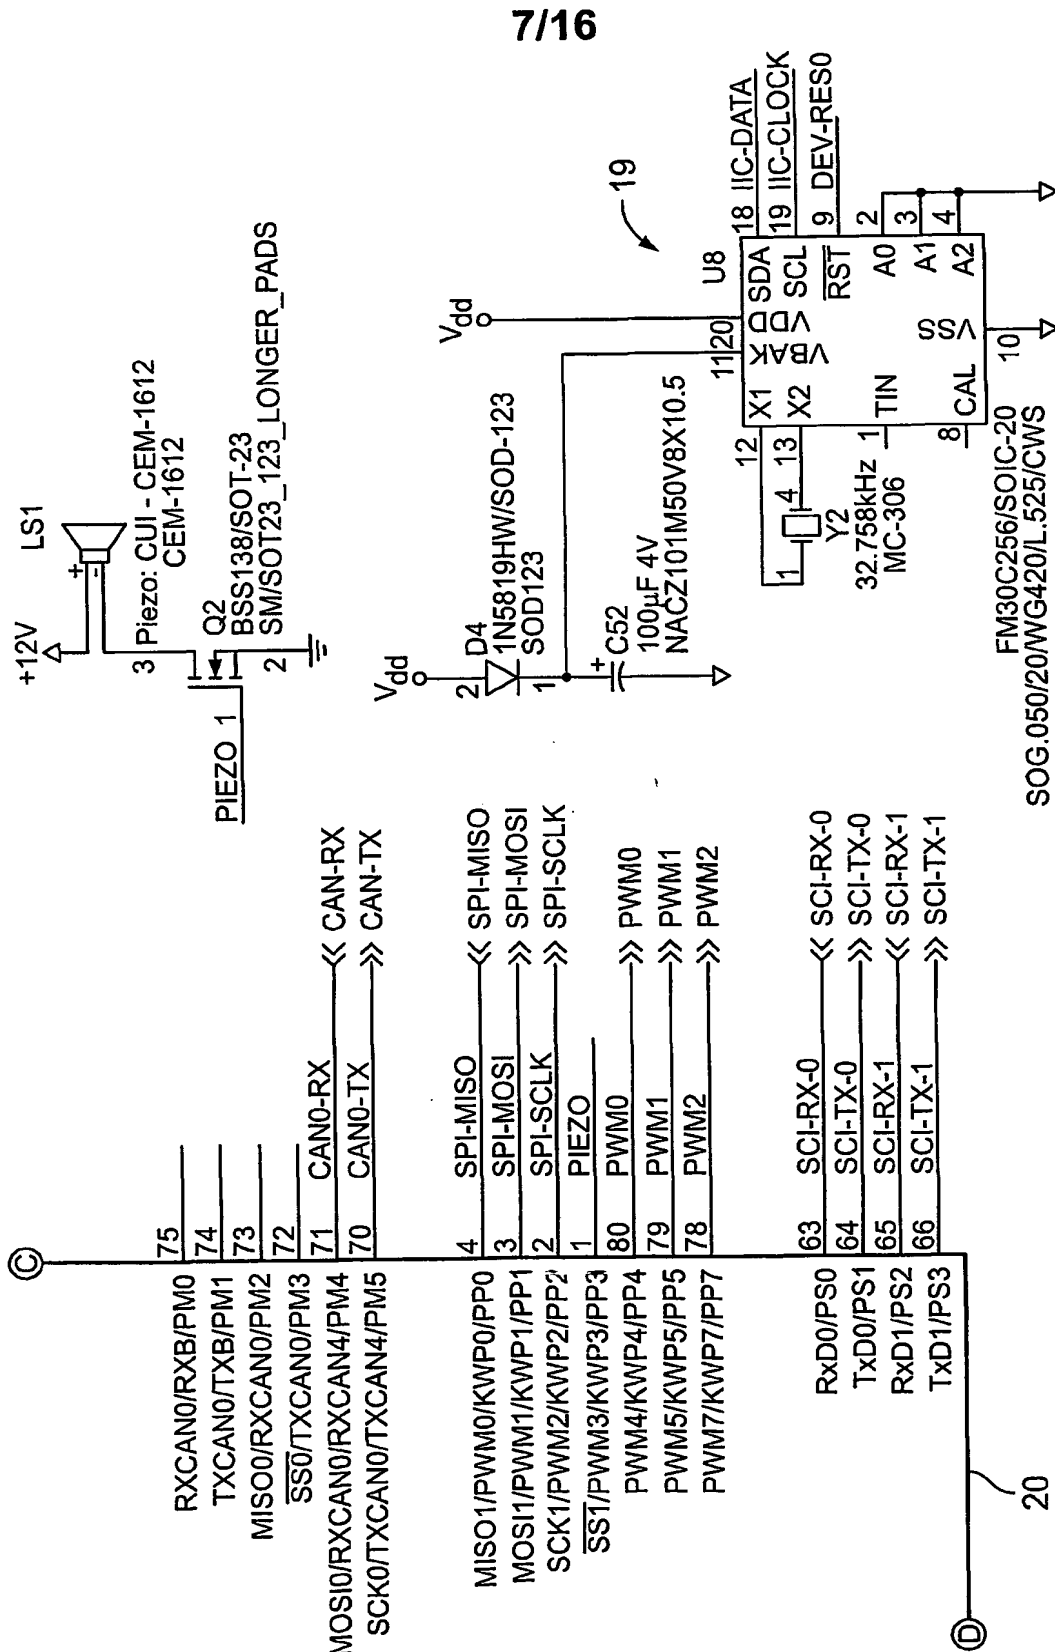 7/16
C
RXCAN0/RXB/PM0 75
TXCAN0/TXB/PM1 74
MISO0/RXCAN0/PM2 73
SS0/TXCAN0/PM3 72
MOSI0/RXCAN0/RXCAN4/PM4 71 CAN0-RX CAN-RX
SCK0/TXCAN0/TXCAN4/PM5 70 CAN0-TX CAN-TX
MISO1/PWM0/KWP0/PP0 4 SPI-MISO SPI-MISO
MOSI1/PWM1/KWP1/PP1 3 SPI-MOSI SPI-MOSI
SCK1/PWM2/KWP2/PP2 2 SPI-SCLK SPI-SCLK
SS1/PWM3/KWP3/PP3 1 PIEZO
PWM4/KWP4/PP4 80 PWM0 PWM0
PWM5/KWP5/PP5 79 PWM1 PWM1
PWM7/KWP7/PP7 78 PWM2 PWM2
RxD0/PS0 63 SCI-RX-0 SCI-RX-0
TxD0/PS1 64 SCI-TX-0 SCI-TX-0
RxD1/PS2 65 SCI-RX-1 SCI-RX-1
TxD1/PS3 66 SCI-TX-1 SCI-TX-1
D
20
+12V
LS1
+
-
3
Piezo: CUI - CEM-1612
CEM-1612
Q2
BSS138/SOT-23
SM/SOT23_123_LONGER_PADS
PIEZO 1
2
Vdd
2
D4
1N5819HW/SOD-123
SOD123
1
+
C52
100µF 4V
NACZ101M50V8X10.5
Vdd
19
U8
11 20
VBAK
VDD
12 X1
13 X2
1 TIN
8 CAL
SDA 18 IIC-DATA
SCL 19 IIC-CLOCK
RST 9 DEV-RES0
A0 2
A1 3
A2 4
VSS
10
1
4
Y2
32.758kHz
MC-306
FM30C256/SOIC-20
SOG.050/20/WG420/L.525/CWS